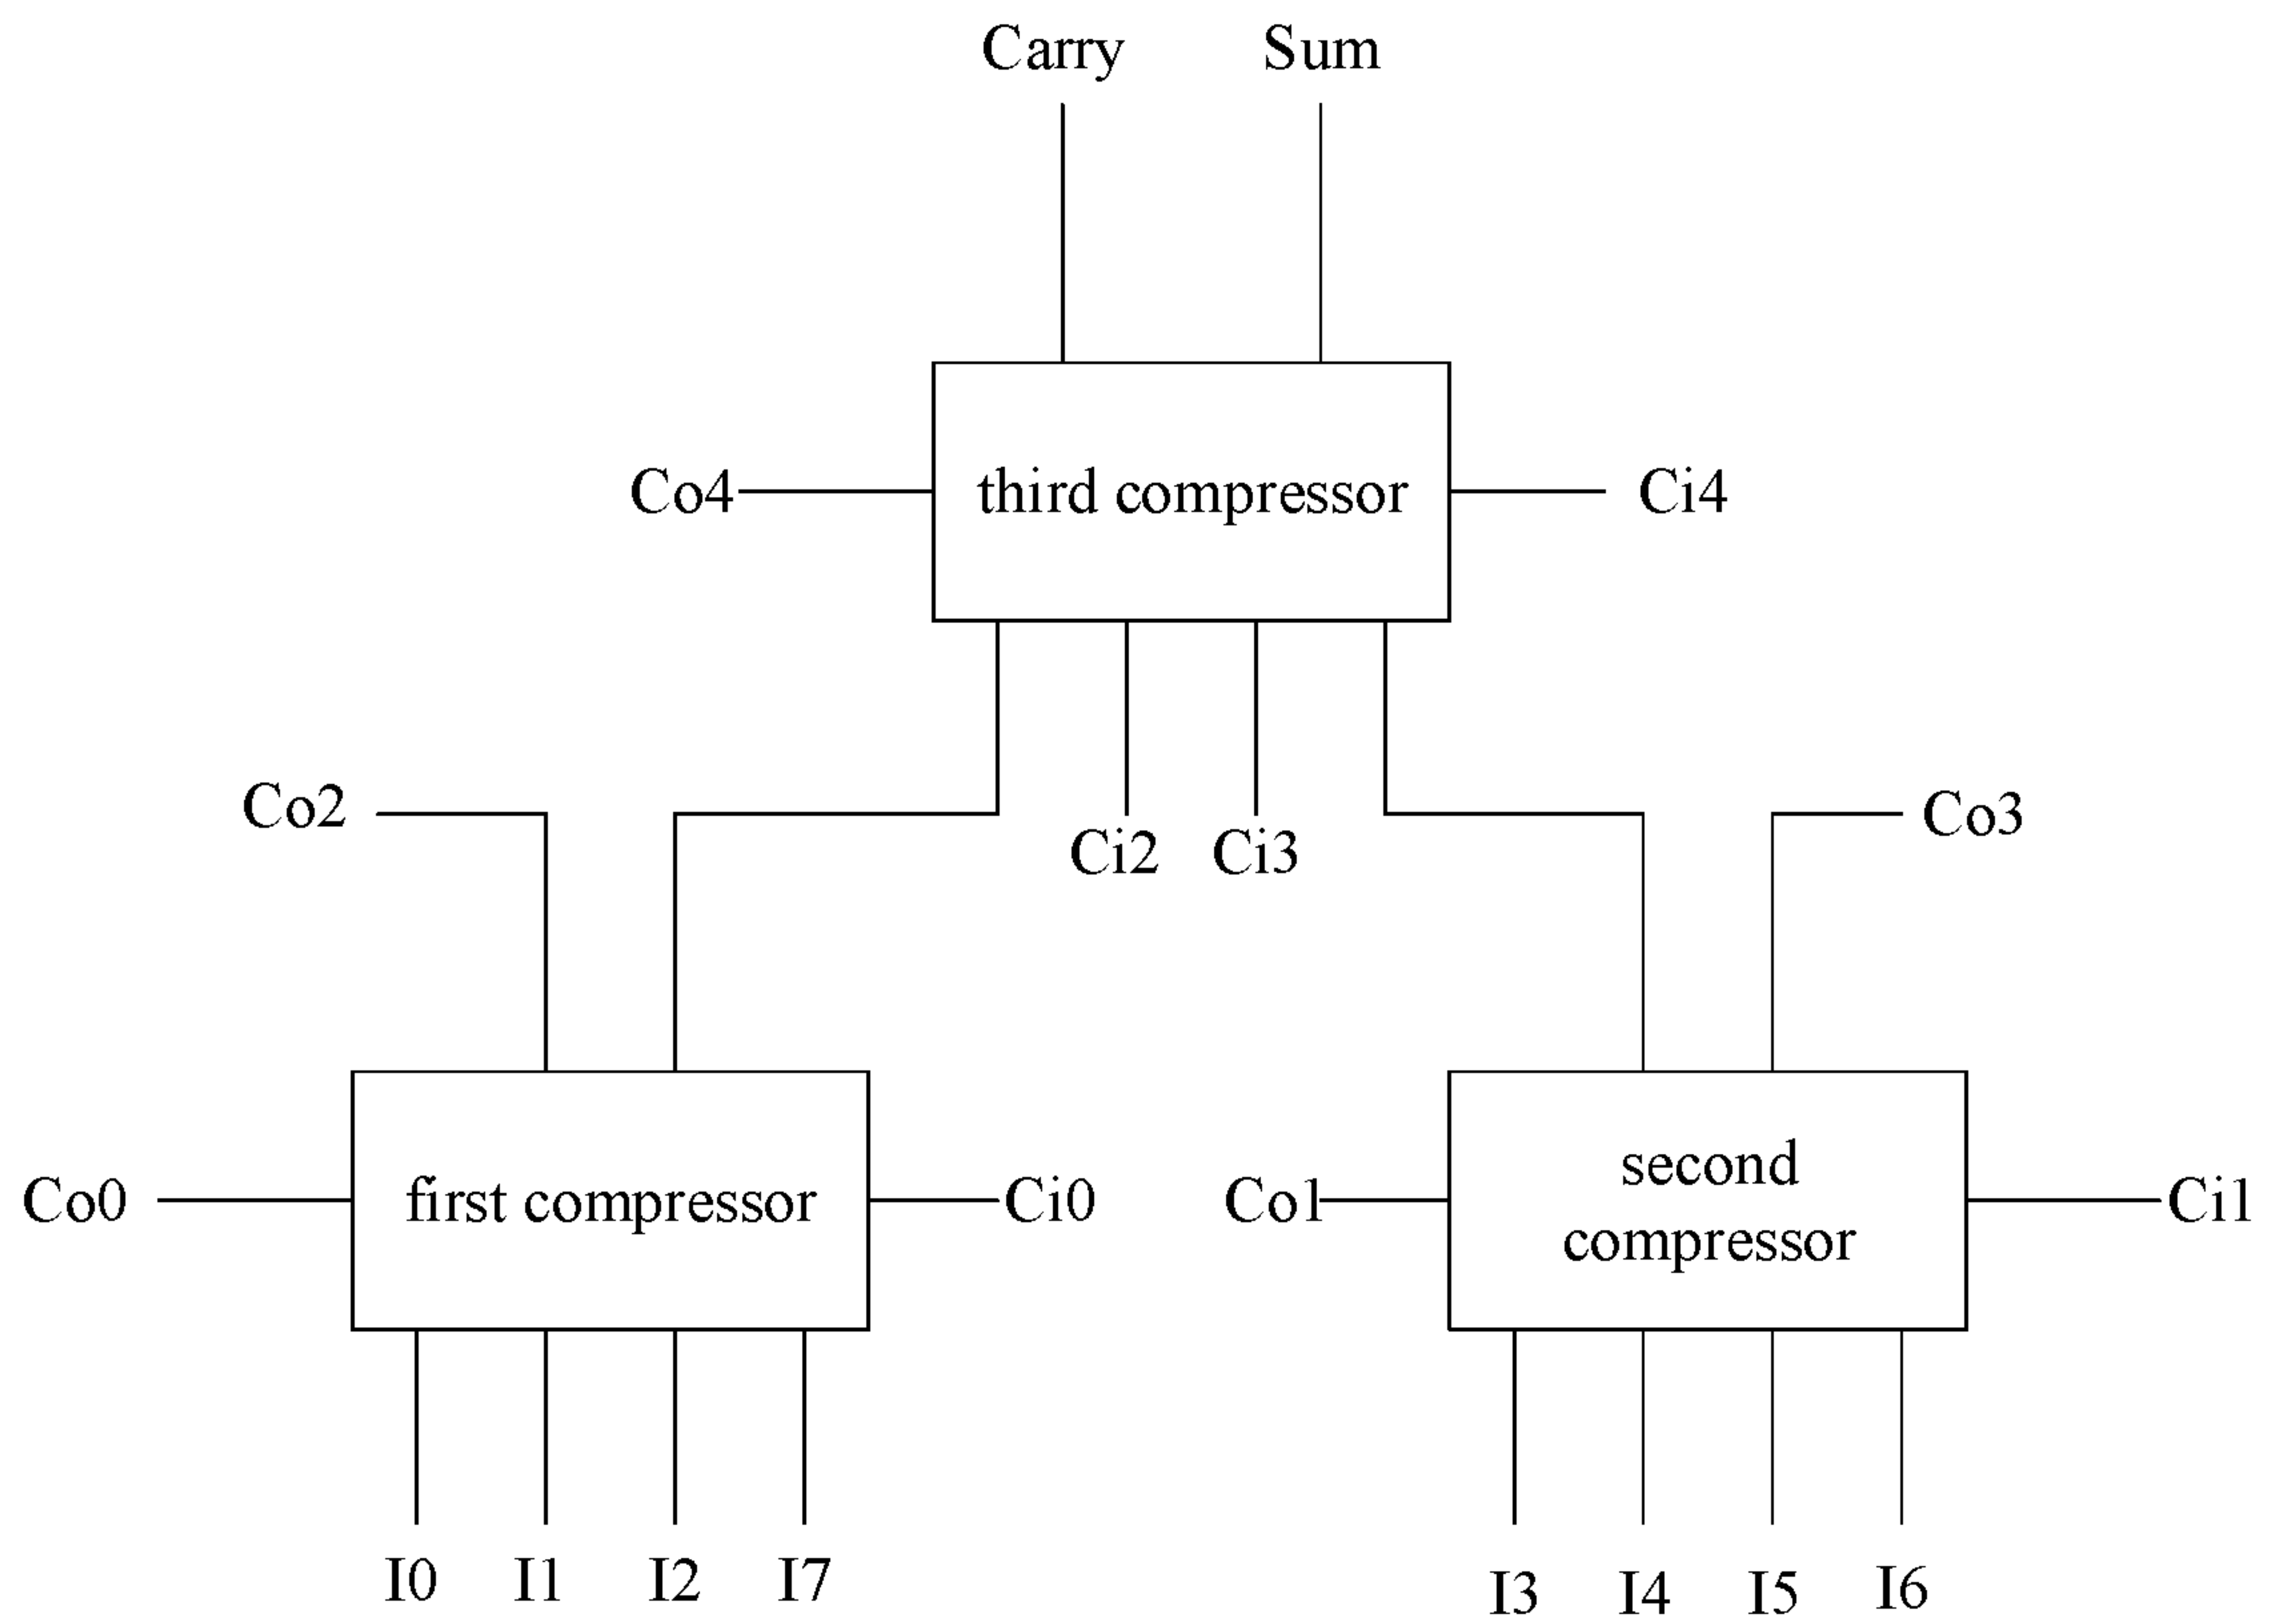 Carry Sum
Co4 third compressor Ci4
Co2 Ci2 Ci3 Co3
Co0 first compressor Ci0 Co1 second compressor Ci1
I0 I1 I2 I7 I3 I4 I5 I6